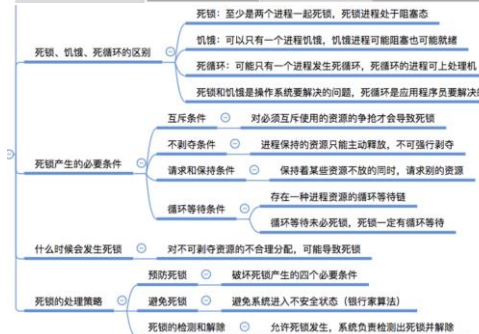 死锁、饥饿、死循环的区别
死锁：至少是两个进程一起死锁，死锁进程处于阻塞态
饥饿：可以只有一个进程饥饿，饥饿进程可能阻塞也可能就绪
死循环：可能只有一个进程发生死循环，死循环的进程可上处理机
死锁和饥饿是操作系统要解决的问题，死循环是应用程序员要解决的
死锁产生的必要条件
互斥条件
对必须互斥使用的资源的争抢才会导致死锁
不剥夺条件
进程保持的资源只能主动释放，不可强行剥夺
请求和保持条件
保持着某些资源不放的同时，请求别的资源
循环等待条件
存在一种进程资源的循环等待链
循环等待未必死锁，死锁一定有循环等待
什么时候会发生死锁
对不可剥夺资源的不合理分配，可能导致死锁
死锁的处理策略
预防死锁
破坏死锁产生的四个必要条件
避免死锁
避免系统进入不安全状态（银行家算法）
死锁的检测和解除
允许死锁发生，系统负责检测出死锁并解除